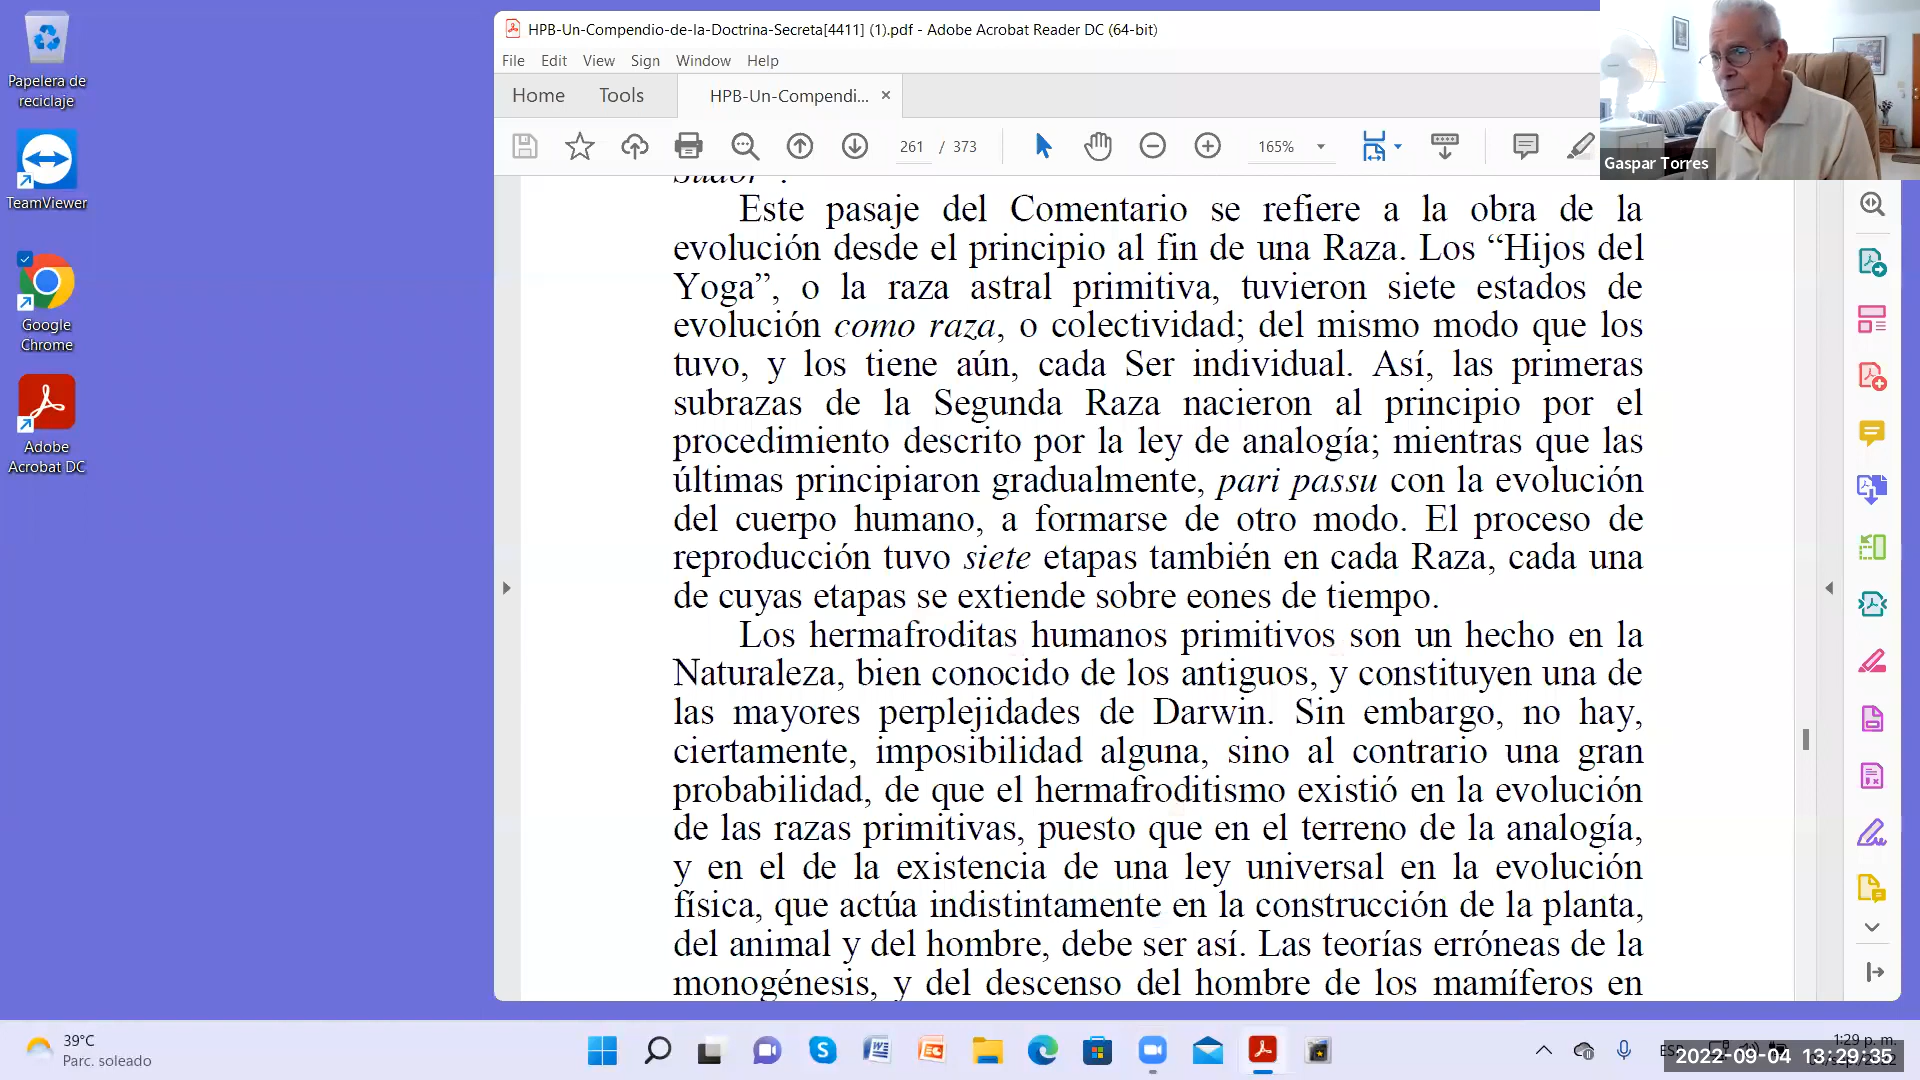 HPB-Un-Compendio-de-la-Doctrina-Secreta[4411] (1).pdf - Adobe Acrobat Reader DC (64-bit)
File Edit View Sign Window Help
Home Tools HPB-Un-Compendi... ×
261 / 373 165%
Papelera de
reciclaje
TeamViewer
Google
Chrome
Adobe
Acrobat DC
Gaspar Torres
Sudor”.
Este pasaje del Comentario se refiere a la obra de la
evolución desde el principio al fin de una Raza. Los “Hijos del
Yoga”, o la raza astral primitiva, tuvieron siete estados de
evolución como raza, o colectividad; del mismo modo que los
tuvo, y los tiene aún, cada Ser individual. Así, las primeras
subrazas de la Segunda Raza nacieron al principio por el
procedimiento descrito por la ley de analogía; mientras que las
últimas principiaron gradualmente, pari passu con la evolución
del cuerpo humano, a formarse de otro modo. El proceso de
reproducción tuvo siete etapas también en cada Raza, cada una
de cuyas etapas se extiende sobre eones de tiempo.
Los hermafroditas humanos primitivos son un hecho en la
Naturaleza, bien conocido de los antiguos, y constituyen una de
las mayores perplejidades de Darwin. Sin embargo, no hay,
ciertamente, imposibilidad alguna, sino al contrario una gran
probabilidad, de que el hermafroditismo existió en la evolución
de las razas primitivas, puesto que en el terreno de la analogía,
y en el de la existencia de una ley universal en la evolución
física, que actúa indistintamente en la construcción de la planta,
del animal y del hombre, debe ser así. Las teorías erróneas de la
monogénesis, y del descenso del hombre de los mamíferos en
39°C
Parc. soleado
1:29 p. m.
2022-09-04 13:29:35